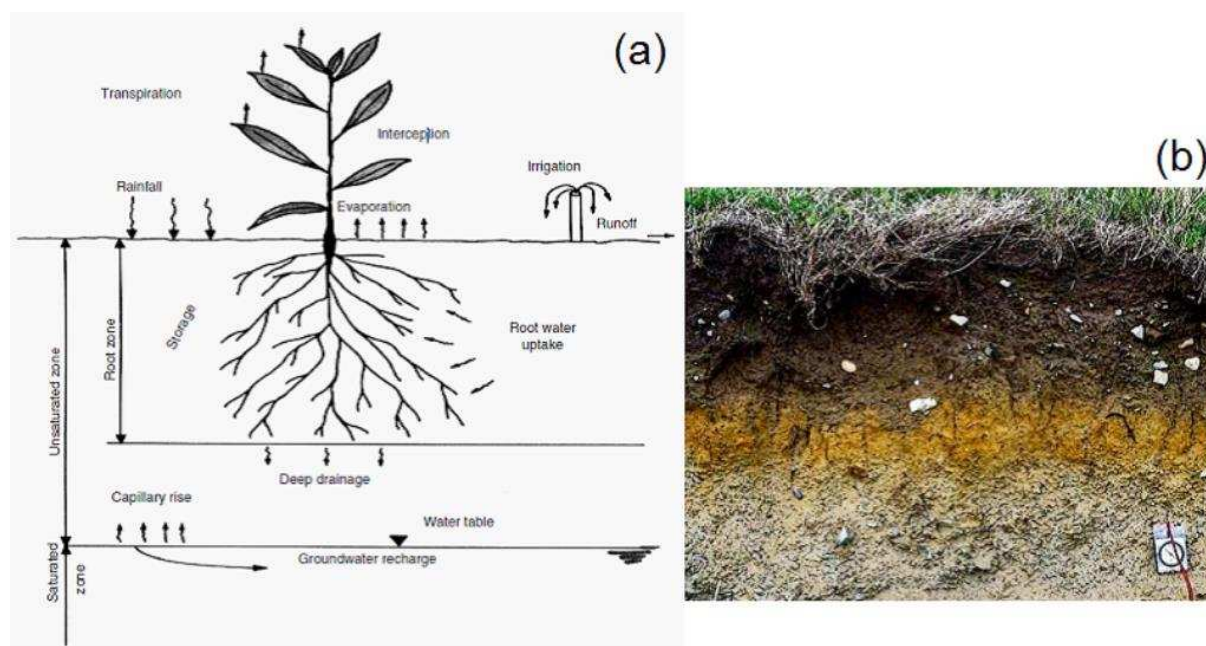 (a)
Transpiration
Interception
(b)
Irrigation
Rainfall
Evaporation
Runoff
Storage
Root zone
Root water
uptake
Unsaturated zone
Deep drainage
Capillary rise
Water table
Groundwater recharge
Saturated
zone